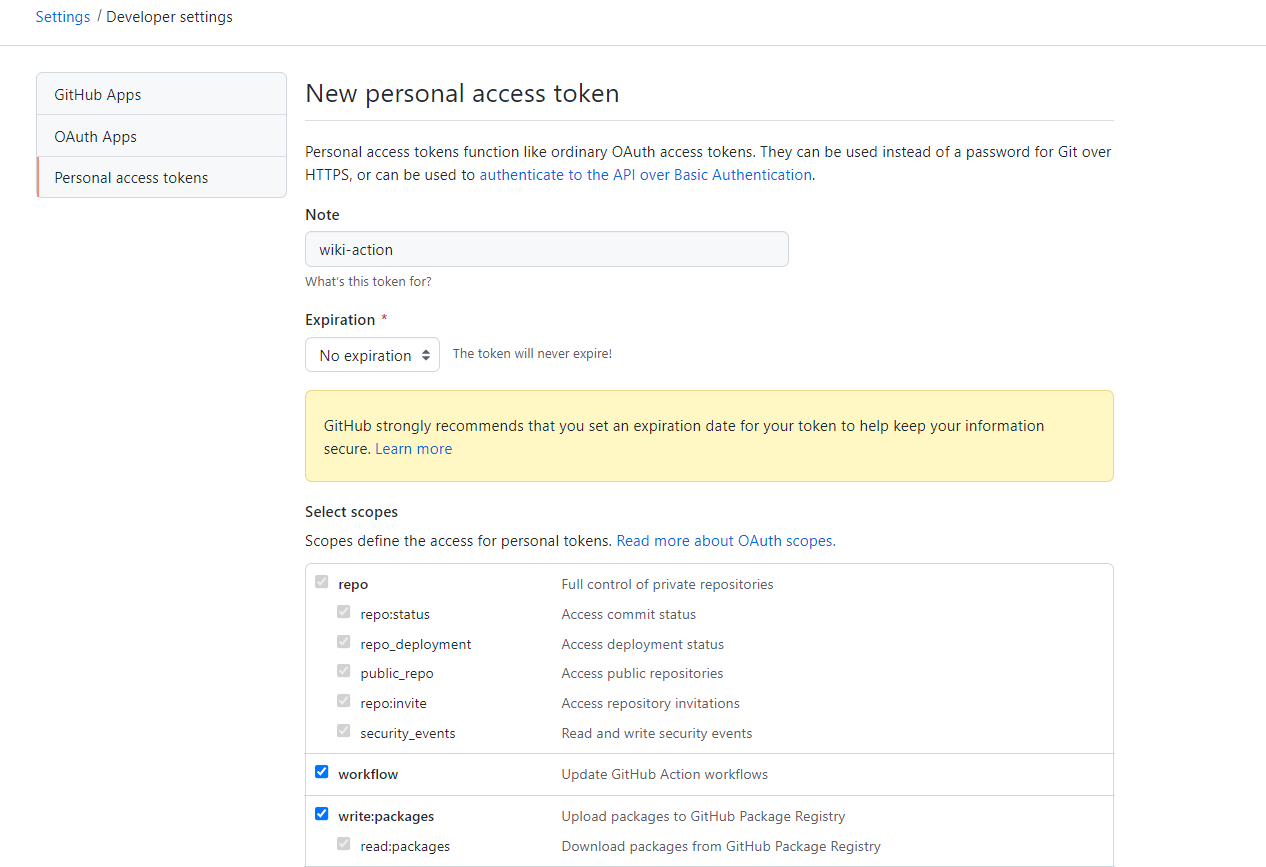 Settings / Developer settings
GitHub Apps
OAuth Apps
Personal access tokens
New personal access token
Personal access tokens function like ordinary OAuth access tokens. They can be used instead of a password for Git over
HTTPS, or can be used to authenticate to the API over Basic Authentication.
Note
wiki-action
What's this token for?
Expiration *
No expiration The token will never expire!
GitHub strongly recommends that you set an expiration date for your token to help keep your information
secure. Learn more
Select scopes
Scopes define the access for personal tokens. Read more about OAuth scopes.
repo Full control of private repositories
repo:status Access commit status
repo_deployment Access deployment status
public_repo Access public repositories
repo:invite Access repository invitations
security_events Read and write security events
workflow Update GitHub Action workflows
write:packages Upload packages to GitHub Package Registry
read:packages Download packages from GitHub Package Registry